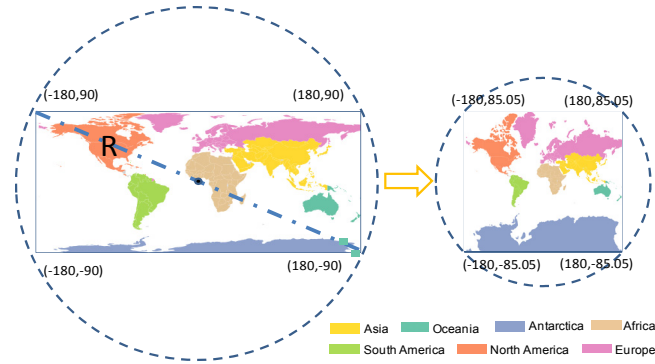 (-180,90)
(180,90)
R
(-180,-90)
(180,-90)
(-180,85.05)
(180,85.05)
(-180,-85.05)
(180,-85.05)
Asia
Oceania
Antarctica
Africa
South America
North America
Europe